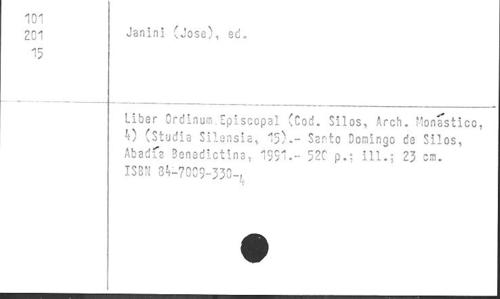 101
201
15
Janini (Jose), ed.
Liber Ordinum Episcopal (Cod. Silos, Arch. Monástico,
4) (Studia Silensia, 15).- Santo Domingo de Silos,
Abadía Benedictina, 1991.- 520 p.; ill.; 23 cm.
ISBN 84-7009-330-4